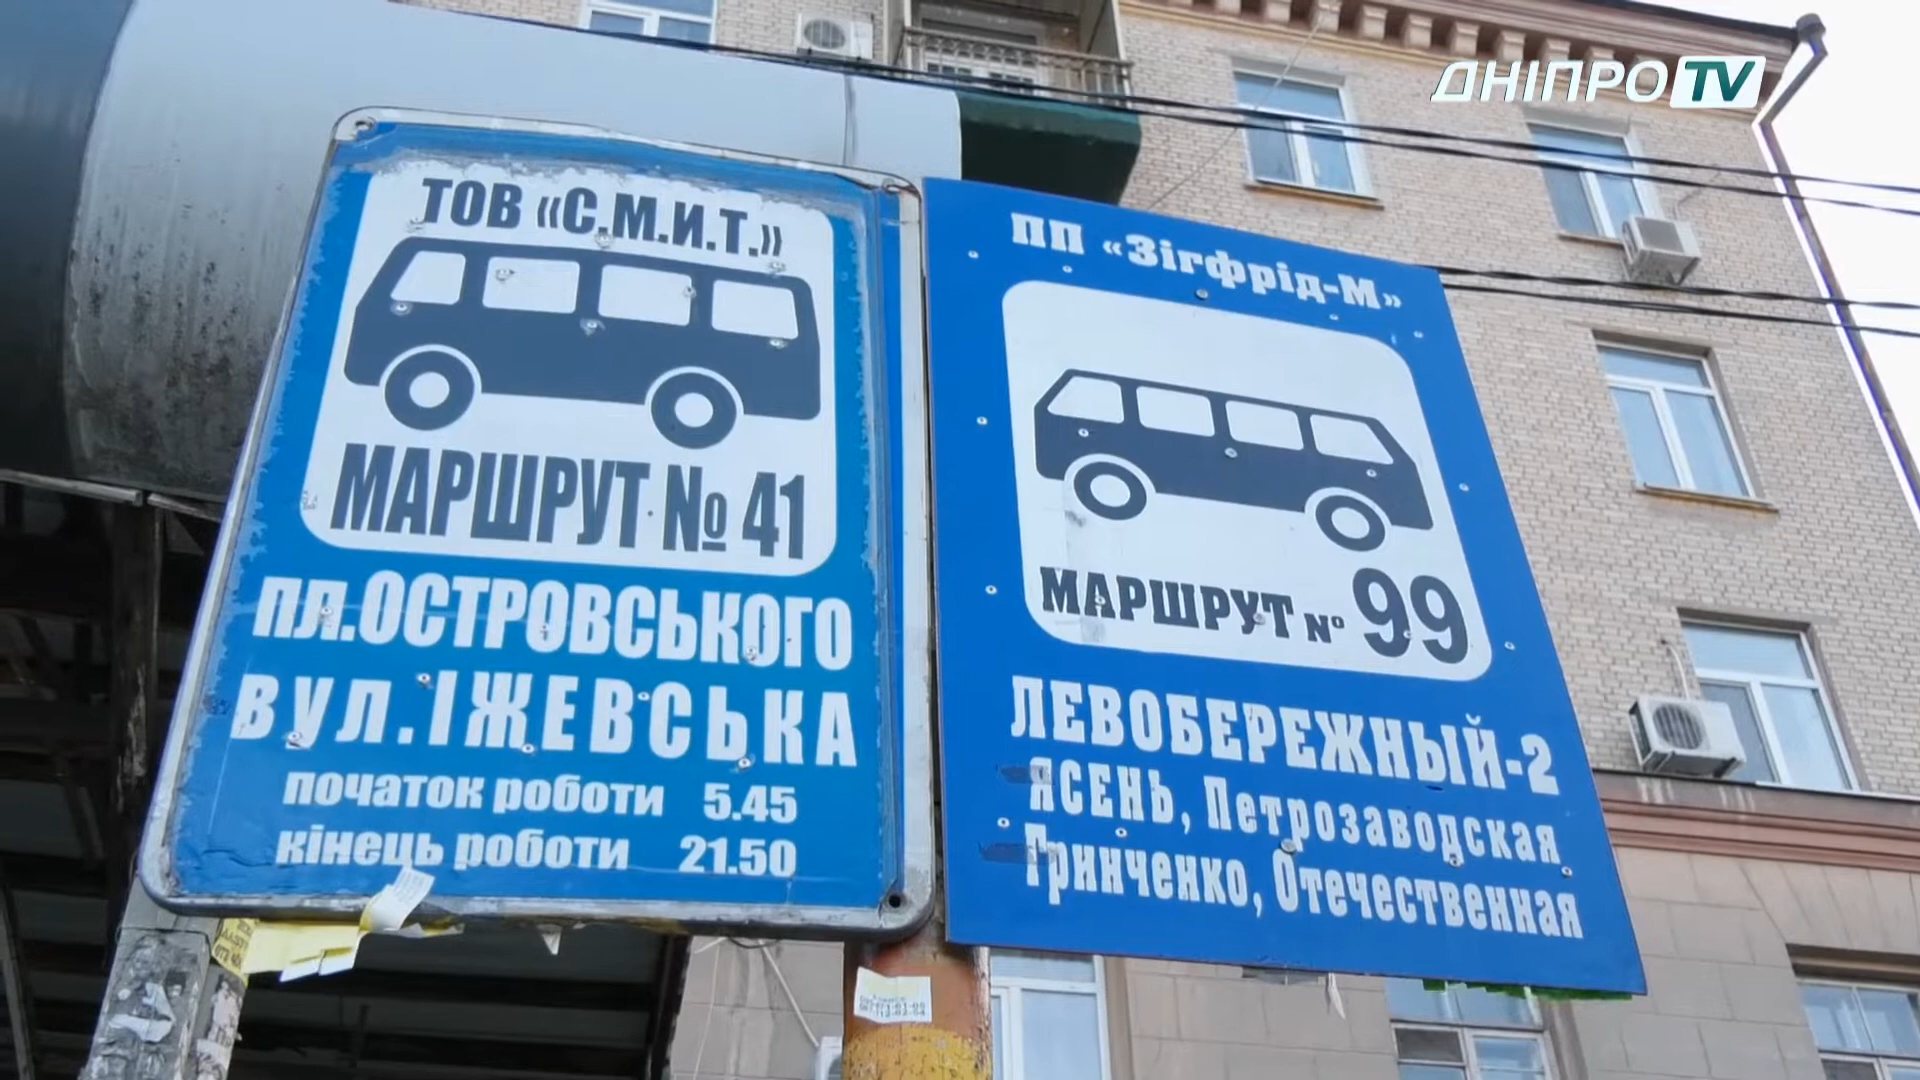 ДНІПРО TV
ТОВ «С.М.И.Т.»
МАРШРУТ № 41
ПЛ.ОСТРОВСЬКОГО
ВУЛ.ІЖЕВСЬКА
початок роботи 5.45
кінець роботи 21.50
ПП «Зігфрід-М»
МАРШРУТ № 99
ЛЕВОБЕРЕЖНЫЙ-2
ЯСЕНЬ, Петрозаводская
Гринченко, Отечественная